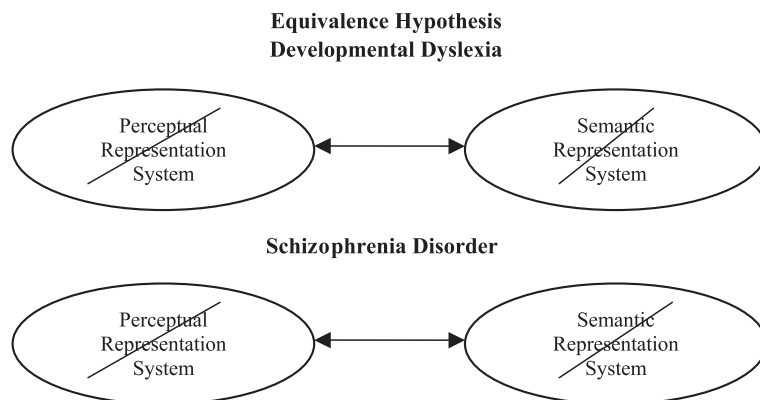 Equivalence Hypothesis
Developmental Dyslexia
Perceptual
Representation
System
Semantic
Representation
System
Schizophrenia Disorder
Perceptual
Representation
System
Semantic
Representation
System